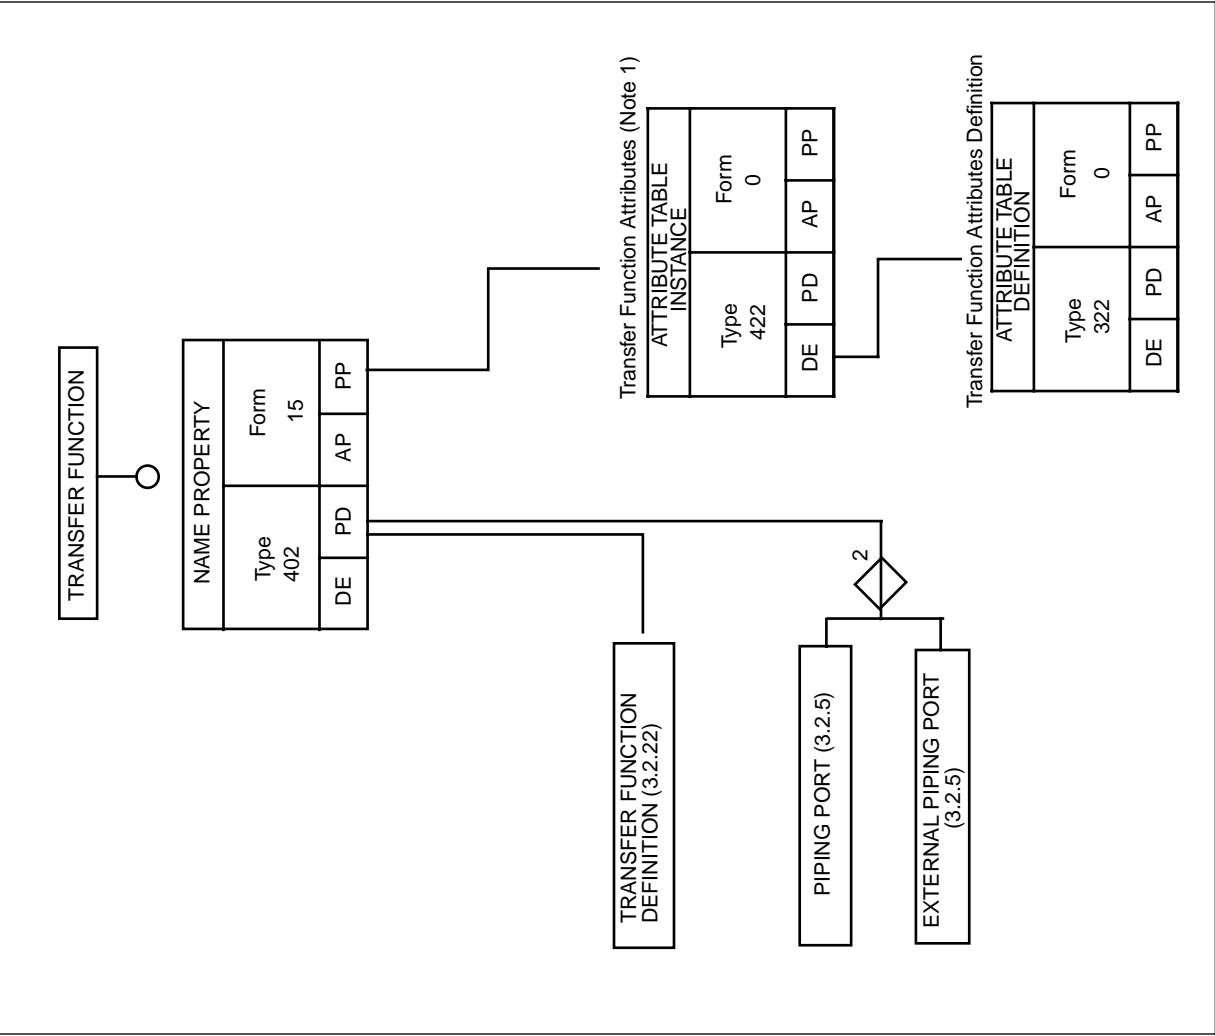 TRANSFER FUNCTION
NAME PROPERTY
Type
402
Form
15
DE
PD
AP
PP
TRANSFER FUNCTION
DEFINITION (3.2.22)
Transfer Function Attributes (Note 1)
ATTRIBUTE TABLE
INSTANCE
Type
422
Form
0
DE
PD
AP
PP
2
PIPING PORT (3.2.5)
EXTERNAL PIPING PORT
(3.2.5)
Transfer Function Attributes Definition
ATTRIBUTE TABLE
DEFINITION
Type
322
Form
0
DE
PD
AP
PP